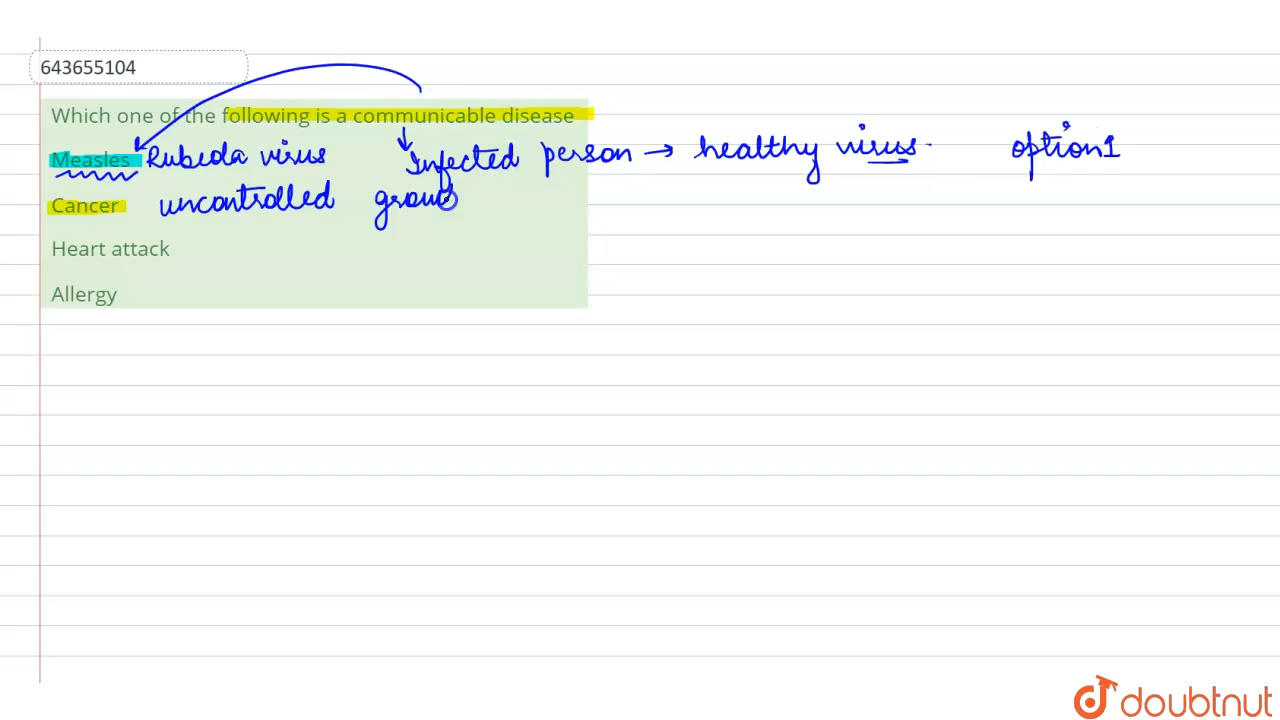 643655104
Which one of the following is a communicable disease
Measles Rubeola virus Infected person → healthy virus. option1
Cancer uncontrolled grow
Heart attack
Allergy
doubtnut